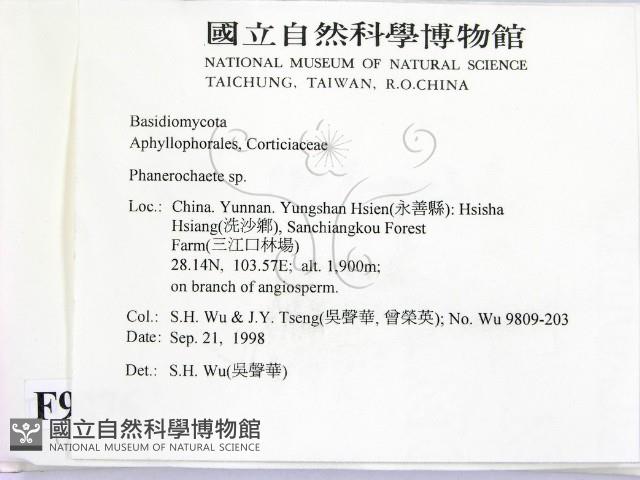 國立自然科學博物館
NATIONAL MUSEUM OF NATURAL SCIENCE
TAICHUNG, TAIWAN, R.O.CHINA
Basidiomycota
Aphyllophorales, Corticiaceae
Phanerochaete sp.
Loc.: China. Yunnan. Yungshan Hsien(永善縣): Hsisha
Hsiang(洗沙鄉), Sanchiangkou Forest
Farm(三江口林場)
28.14N, 103.57E; alt. 1,900m;
on branch of angiosperm.
Col.: S.H. Wu & J.Y. Tseng(吳聲華, 曾榮英); No. Wu 9809-203
Date: Sep. 21, 1998
Det.: S.H. Wu(吳聲華)
F9
國立自然科學博物館
NATIONAL MUSEUM OF NATURAL SCIENCE